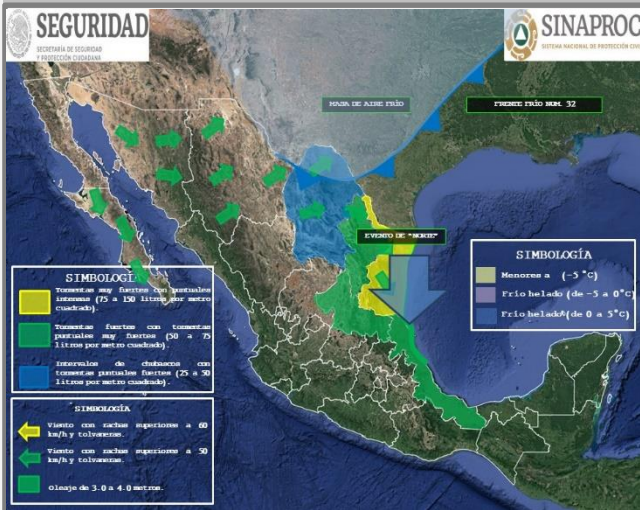 SEGURIDAD
SECRETARÍA DE SEGURIDAD
Y PROTECCIÓN CIUDADANA
SINAPROC
SISTEMA NACIONAL DE PROTECCIÓN CIVI
MASA DE AIRE FRÍO
FRENTE FRÍO NUM. 32
EVENTO DE "NORTE"
SIMBOLOGÍA
Menores a (-5 °C)
Frío helado (de -5 a 0°C)
Frío helado (de 0 a 5°C)
SIMBOLOGÍ
Tormentas muy fuertes con puntuales
intensas (75 a 150 litros por metro
cuadrado).
Tormentas fuertes con tormentas
puntuales muy fuertes (50 a 75
litros por metro cuadrado).
Intervalos de chubascos con
tormentas puntuales fuertes (25 a 50
litros por metro cuadrado).
SIMBOLOGÍA
Viento con rachas superiores a 60
km/h y tolvaneras.
Viento con rachas superiores a 50
km/h y tolvaneras.
Oleaje de 3.0 a 4.0 metros.